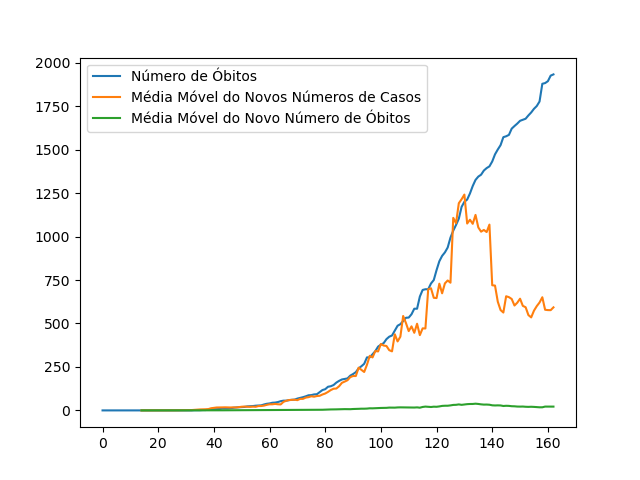 Número de Óbitos
Média Móvel do Novos Números de Casos
Média Móvel do Novo Número de Óbitos
2000
1750
1500
1250
1000
750
500
250
0
0 20 40 60 80 100 120 140 160